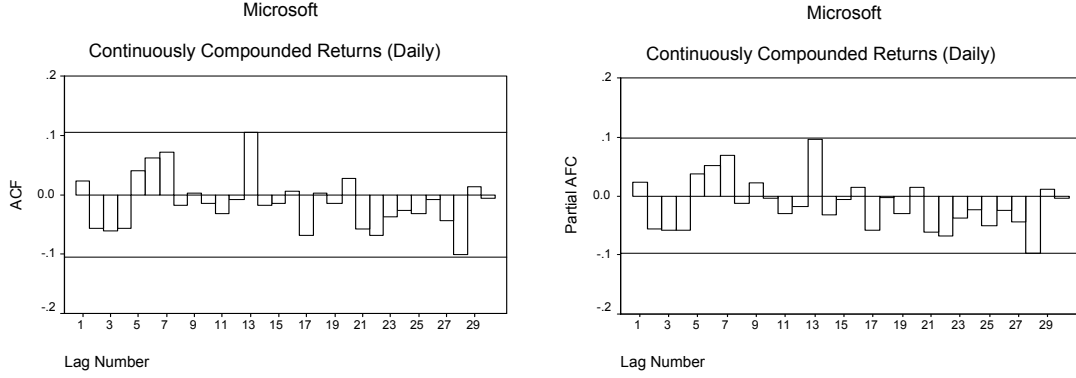 Microsoft
Continuously Compounded Returns (Daily)
.2
.1
0.0
-.1
-.2
ACF
1 3 5 7 9 11 13 15 17 19 21 23 25 27 29
Lag Number
Microsoft
Continuously Compounded Returns (Daily)
.2
.1
0.0
-.1
-.2
Partial AFC
1 3 5 7 9 11 13 15 17 19 21 23 25 27 29
Lag Number